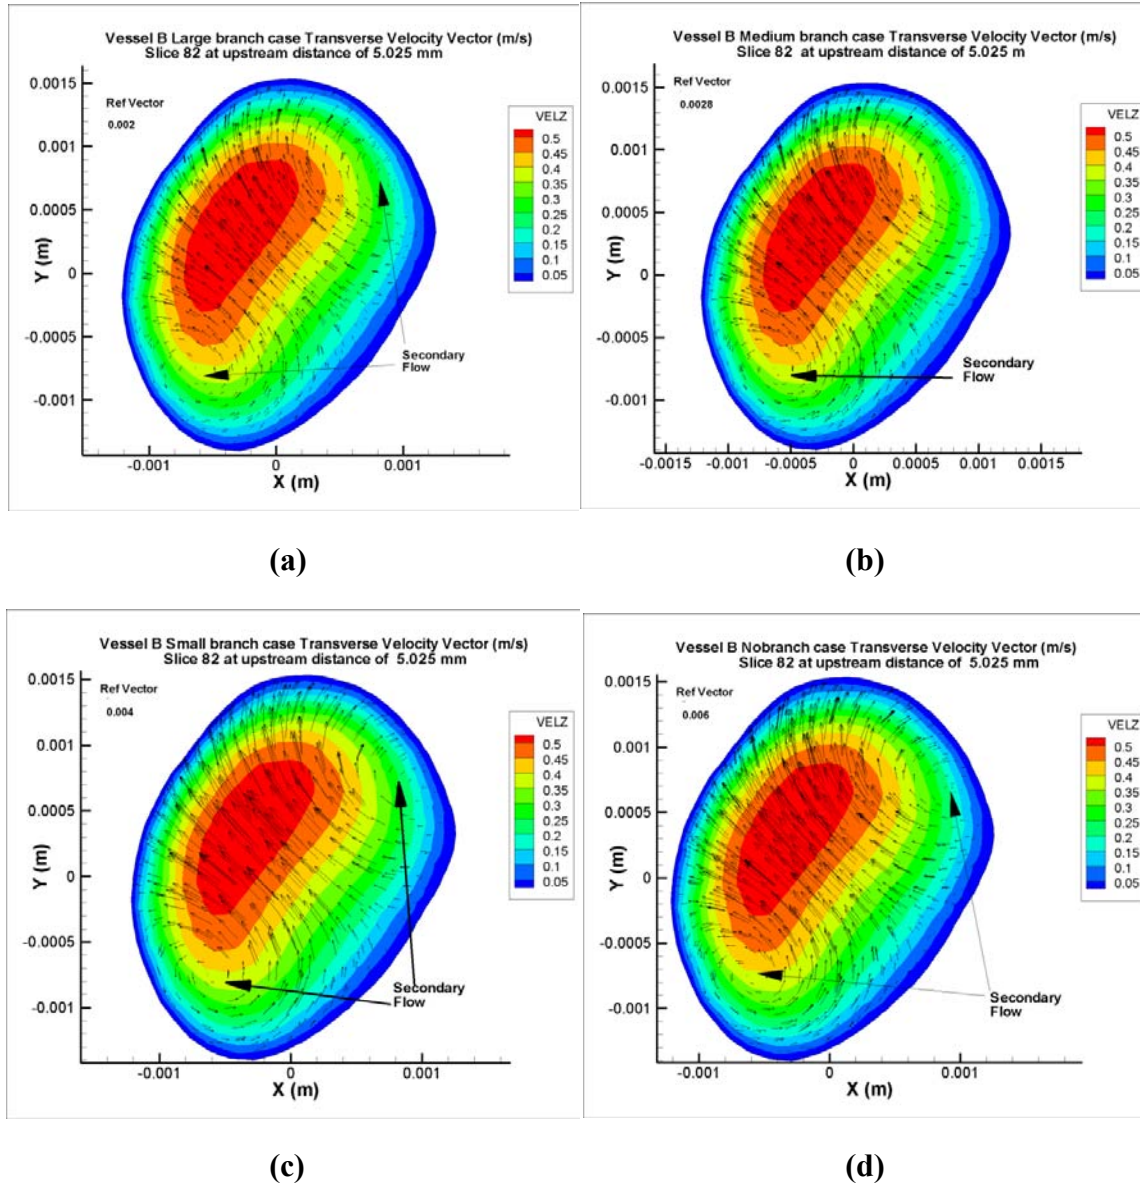 Vessel B Large branch case Transverse Velocity Vector (m/s)
Slice 82 at upstream distance of 5.025 mm
Ref Vector
0.002
VELZ
0.5
0.45
0.4
0.35
0.3
0.25
0.2
0.15
0.1
0.05
0.0015
0.001
0.0005
0
-0.0005
-0.001
Y (m)
Secondary
Flow
-0.001 0 0.001
X (m)
(a)
Vessel B Medium branch case Transverse Velocity Vector (m/s)
Slice 82 at upstream distance of 5.025 m
Ref Vector
0.0028
VELZ
0.5
0.45
0.4
0.35
0.3
0.25
0.2
0.15
0.1
0.05
0.0015
0.001
0.0005
0
-0.0005
-0.001
Y (m)
Secondary
Flow
-0.0015 -0.001 -0.0005 0 0.0005 0.001 0.0015
X (m)
(b)
Vessel B Small branch case Transverse Velocity Vector (m/s)
Slice 82 at upstream distance of 5.025 mm
Ref Vector
0.004
VELZ
0.5
0.45
0.4
0.35
0.3
0.25
0.2
0.15
0.1
0.05
0.0015
0.001
0.0005
0
-0.0005
-0.001
Y (m)
Secondary
Flow
-0.001 0 0.001
X (m)
(c)
Vessel B Nobranch case Transverse Velocity Vector (m/s)
Slice 82 at upstream distance of 5.025 mm
Ref Vector
0.006
VELZ
0.5
0.45
0.4
0.35
0.3
0.25
0.2
0.15
0.1
0.05
0.0015
0.001
0.0005
0
-0.0005
-0.001
Y (m)
Secondary
Flow
-0.001 0 0.001
X (m)
(d)